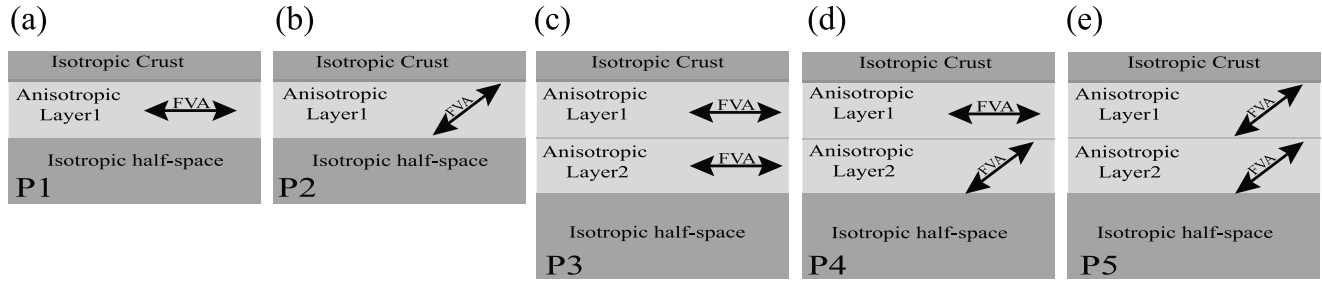 (a)
Isotropic Crust
Anisotropic
Layer1
FVA
Isotropic half-space
P1
(b)
Isotropic Crust
Anisotropic
Layer1
FVA
Isotropic half-space
P2
(c)
Isotropic Crust
Anisotropic
Layer1
FVA
Anisotropic
Layer2
FVA
Isotropic half-space
P3
(d)
Isotropic Crust
Anisotropic
Layer1
FVA
Anisotropic
Layer2
FVA
Isotropic half-space
P4
(e)
Isotropic Crust
Anisotropic
Layer1
FVA
Anisotropic
Layer2
FVA
Isotropic half-space
P5